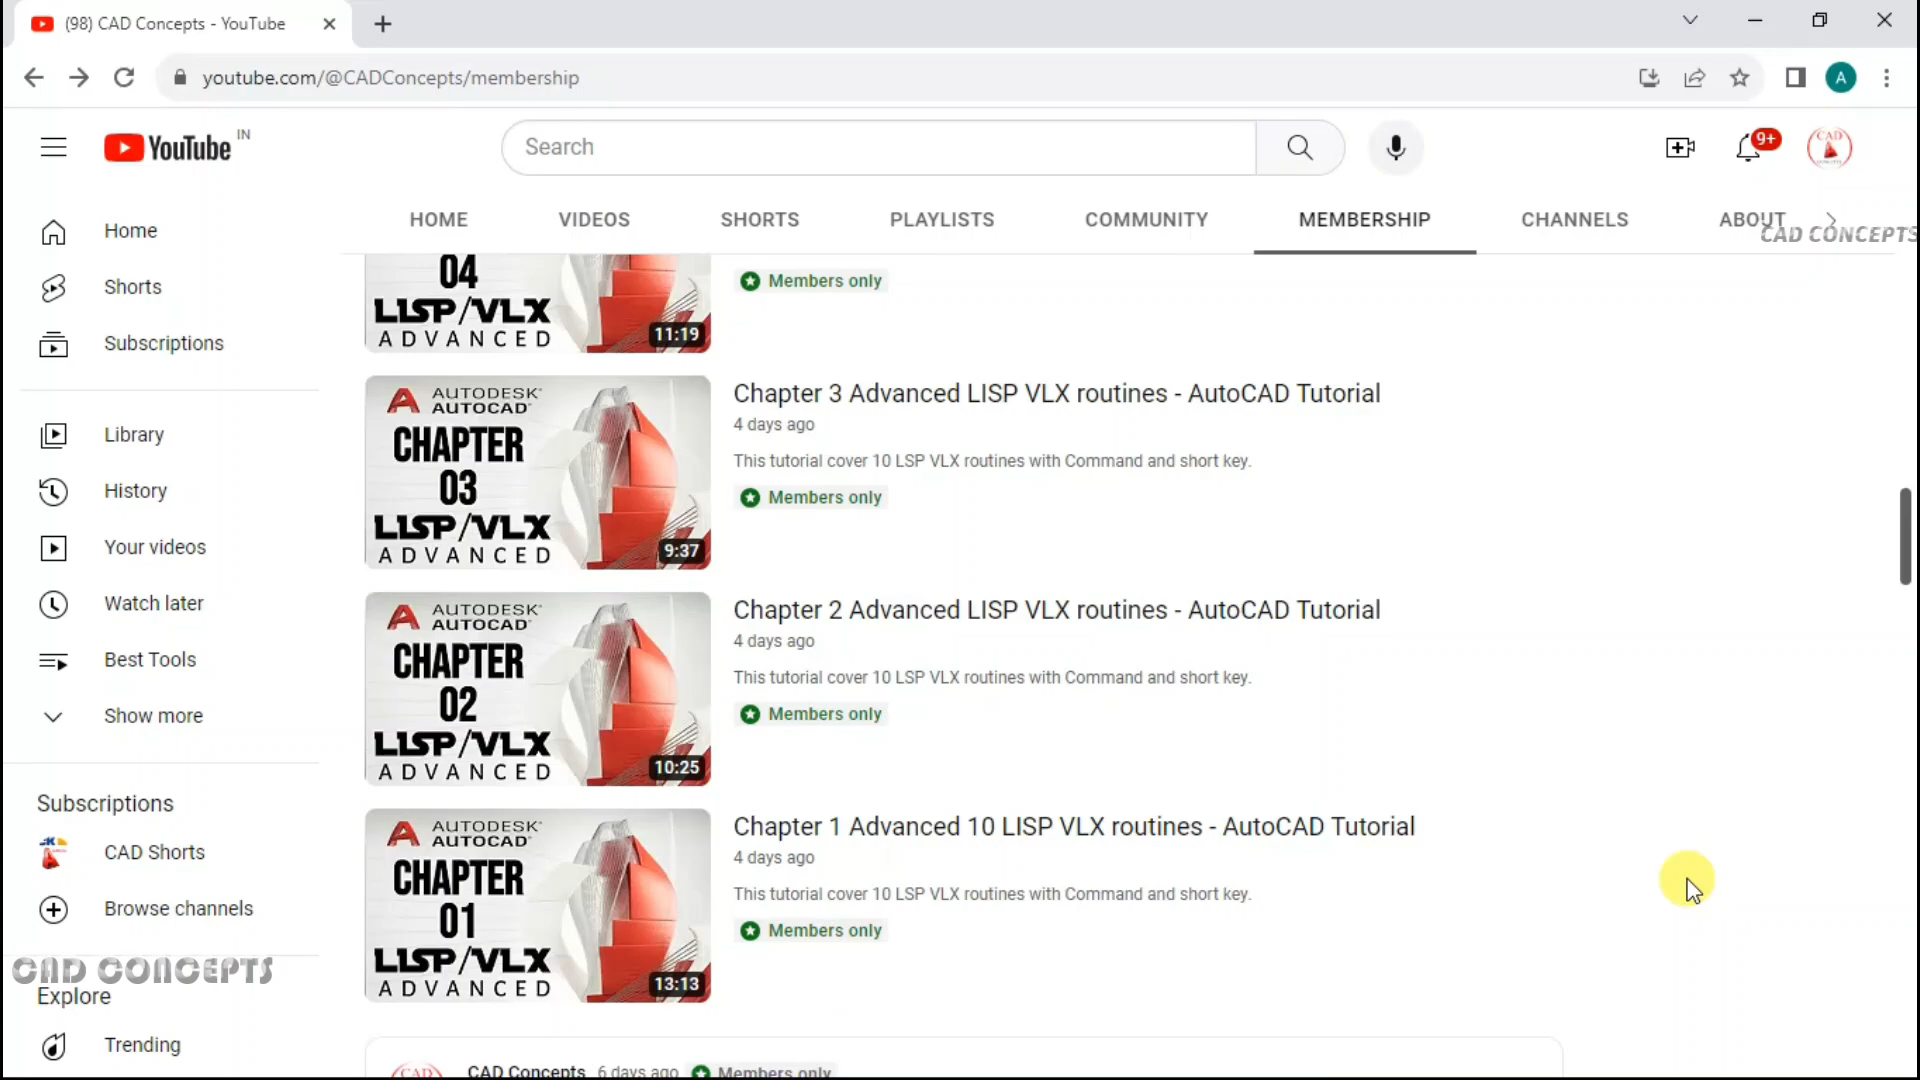 (98) CAD Concepts - YouTube
youtube.com/@CADConcepts/membership
A
YouTube IN
Search
9+
CAD
HOME VIDEOS SHORTS PLAYLISTS COMMUNITY MEMBERSHIP CHANNELS ABOUT
CAD CONCEPTS
Home
Shorts
Subscriptions
Library
History
Your videos
Watch later
Best Tools
Show more
Subscriptions
CAD Shorts
Browse channels
CAD CONCEPTS
Explore
Trending
04
LISP/VLX
ADVANCED
11:19
Members only
AUTODESK
AUTOCAD
CHAPTER
03
LISP/VLX
ADVANCED
9:37
Chapter 3 Advanced LISP VLX routines - AutoCAD Tutorial
4 days ago
This tutorial cover 10 LSP VLX routines with Command and short key.
Members only
AUTODESK
AUTOCAD
CHAPTER
02
LISP/VLX
ADVANCED
10:25
Chapter 2 Advanced LISP VLX routines - AutoCAD Tutorial
4 days ago
This tutorial cover 10 LSP VLX routines with Command and short key.
Members only
AUTODESK
AUTOCAD
CHAPTER
01
LISP/VLX
ADVANCED
13:13
Chapter 1 Advanced 10 LISP VLX routines - AutoCAD Tutorial
4 days ago
This tutorial cover 10 LSP VLX routines with Command and short key.
Members only
CAD
CAD Concepts 6 days ago Members only